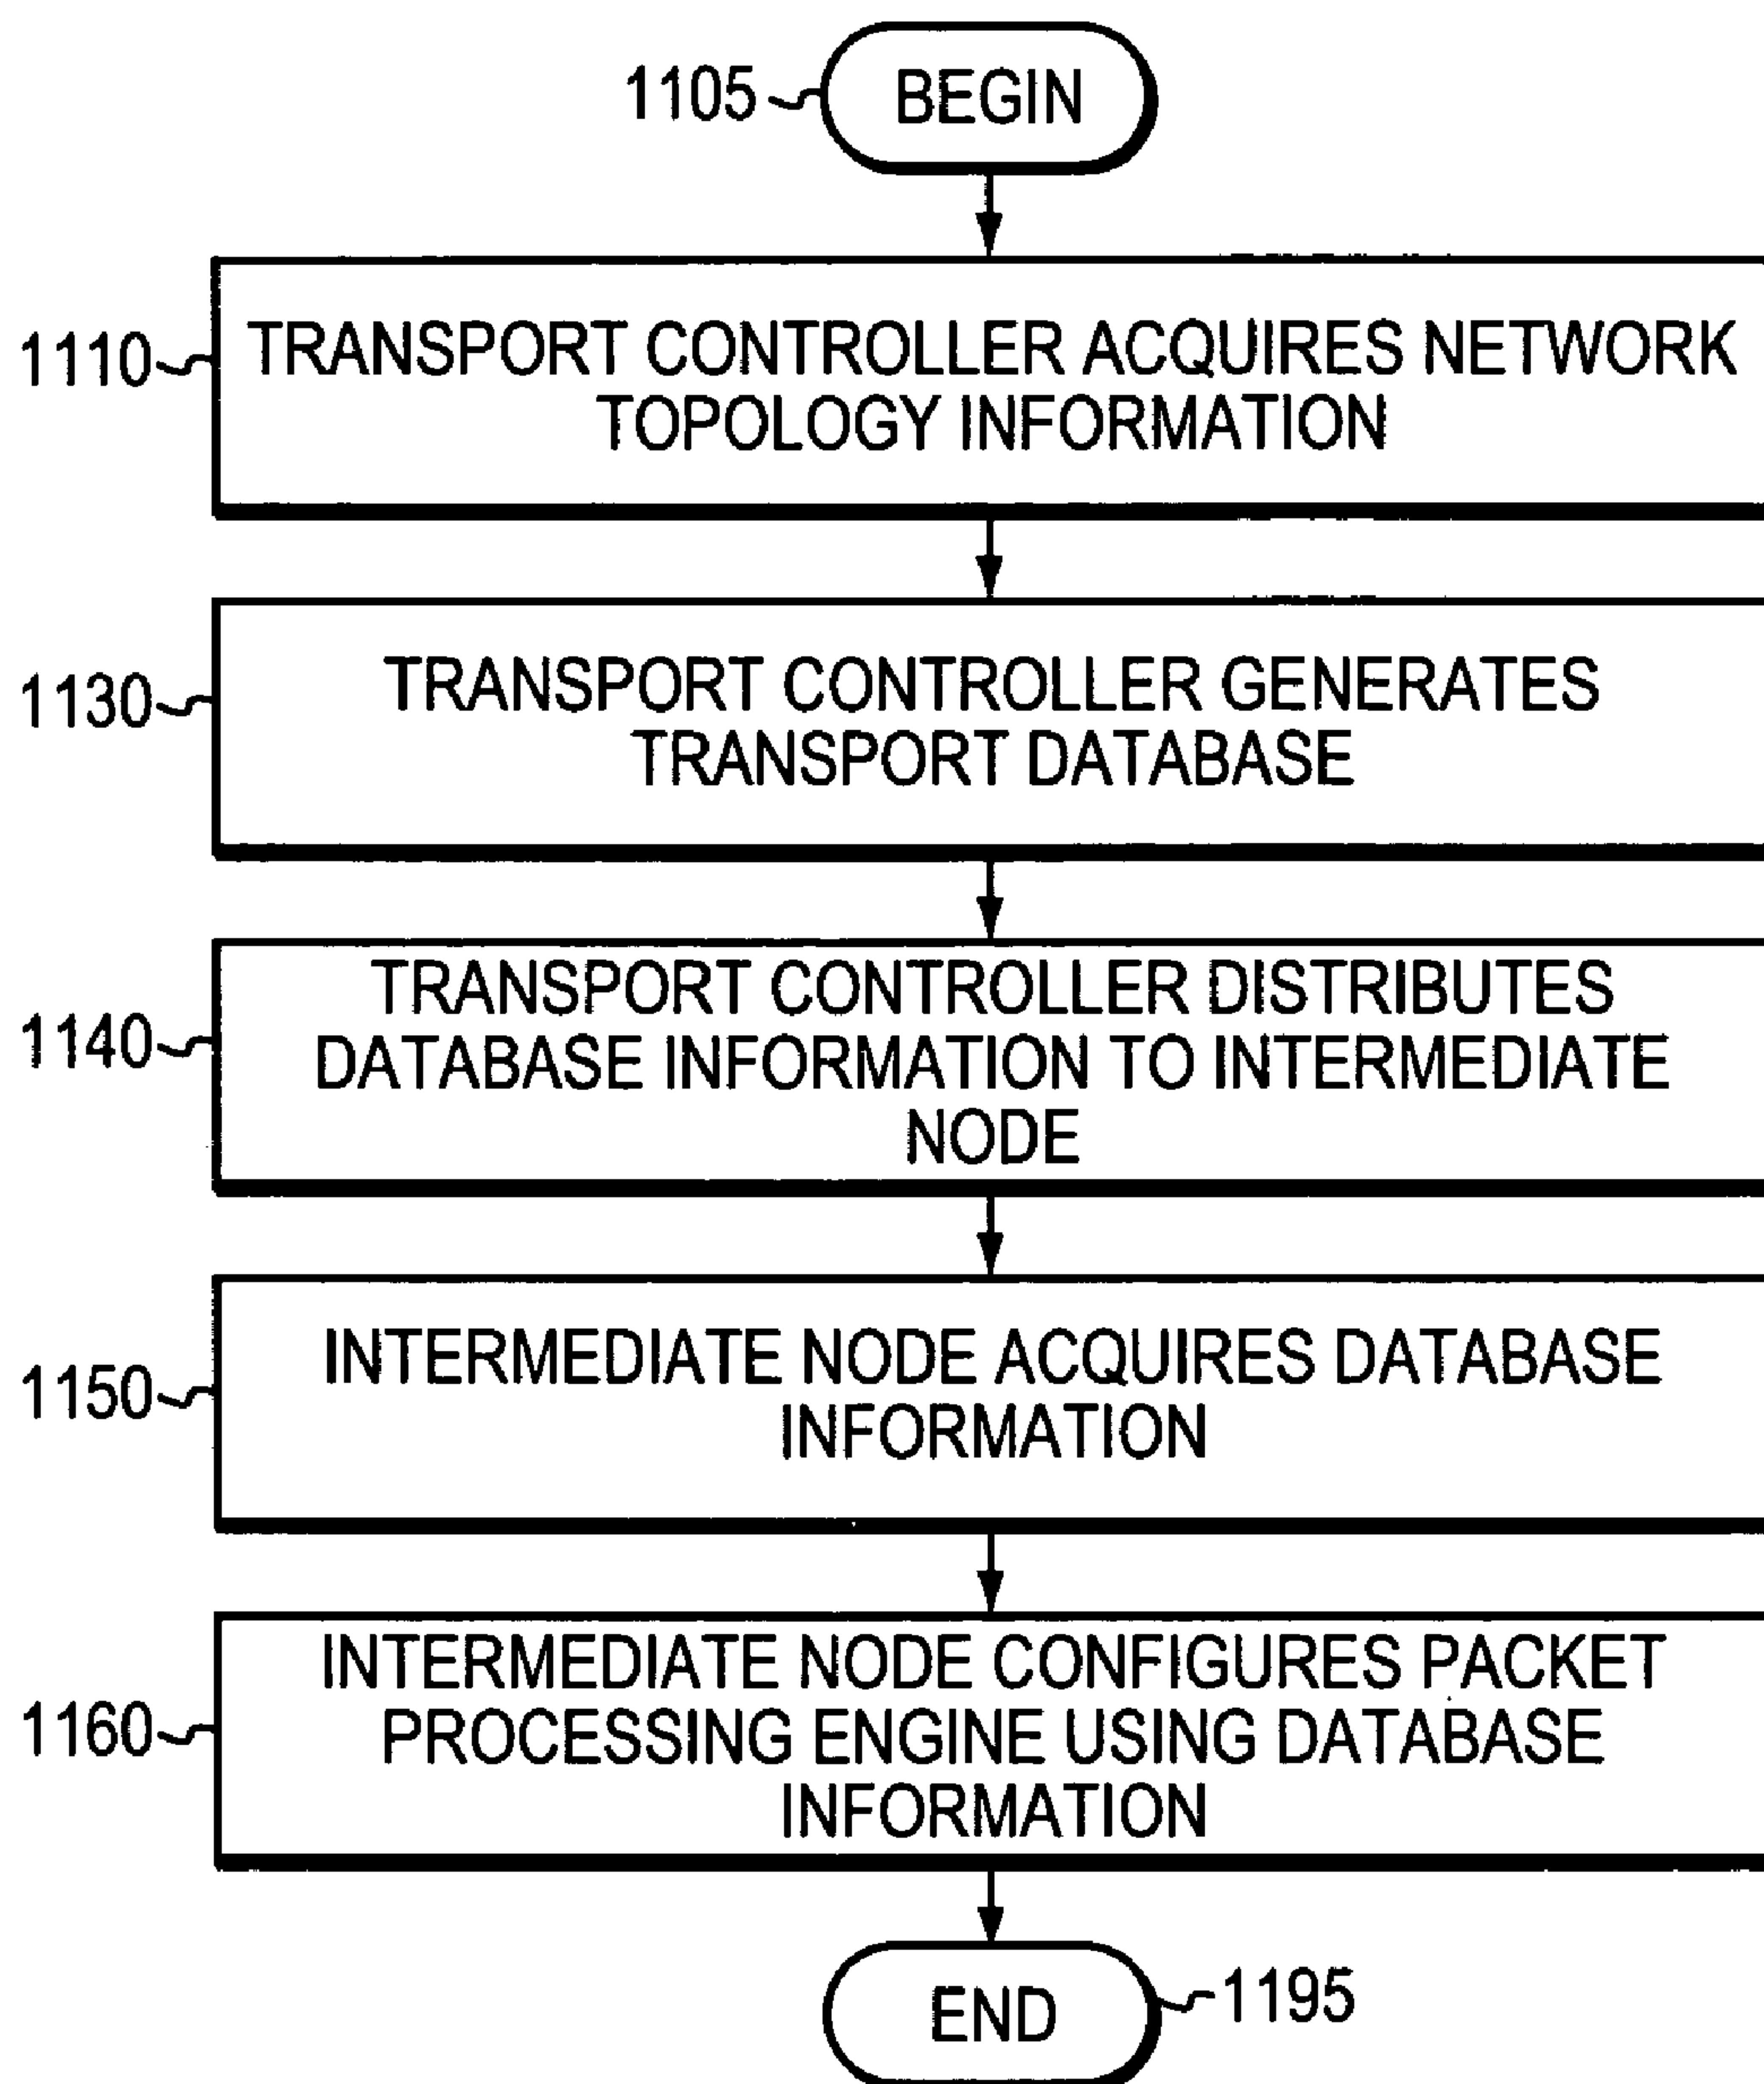 1105 BEGIN
1110 TRANSPORT CONTROLLER ACQUIRES NETWORK
TOPOLOGY INFORMATION
1130 TRANSPORT CONTROLLER GENERATES
TRANSPORT DATABASE
TRANSPORT CONTROLLER DISTRIBUTES
1140 DATABASE INFORMATION TO INTERMEDIATE
NODE
1150 INTERMEDIATE NODE ACQUIRES DATABASE
INFORMATION
INTERMEDIATE NODE CONFIGURES PACKET
1160 PROCESSING ENGINE USING DATABASE
INFORMATION
END 1195